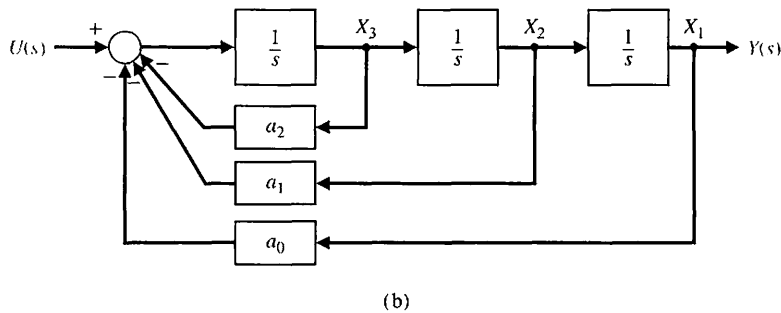 X₃ X₂ X₁
U(s) + 1/s 1/s 1/s Y(s)
− − −
a₂
a₁
a₀
(b)